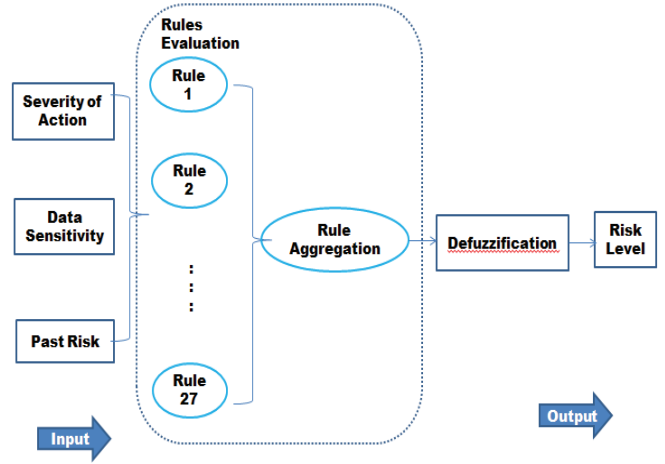 Rules
Evaluation
Severity of
Action
Data
Sensitivity
Past Risk
Rule
1
Rule
2
:
:
:
Rule
27
Rule
Aggregation
Defuzzification
Risk
Level
Input
Output